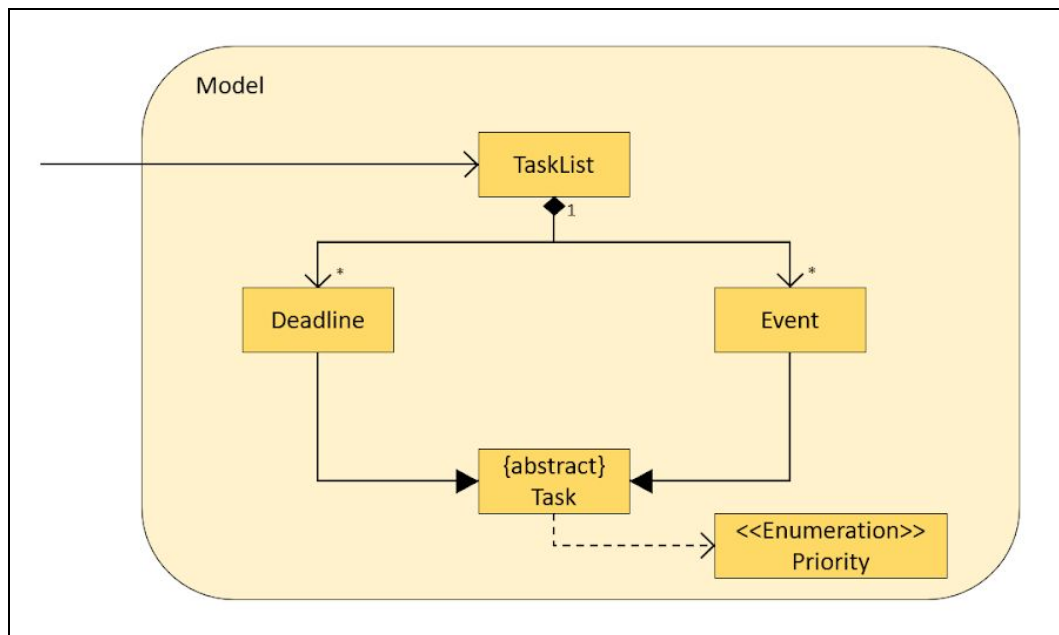 Model
TaskList
1
*
*
Deadline
Event
{abstract}
Task
<<Enumeration>>
Priority